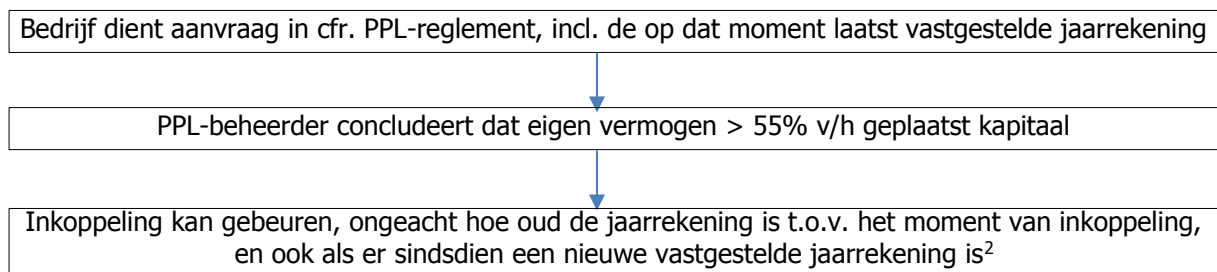 Bedrijf dient aanvraag in cfr. PPL-reglement, incl. de op dat moment laatst vastgestelde jaarrekening
PPL-beheerder concludeert dat eigen vermogen > 55% v/h geplaatst kapitaal
Inkoppeling kan gebeuren, ongeacht hoe oud de jaarrekening is t.o.v. het moment van inkoppeling,
en ook als er sindsdien een nieuwe vastgestelde jaarrekening is²